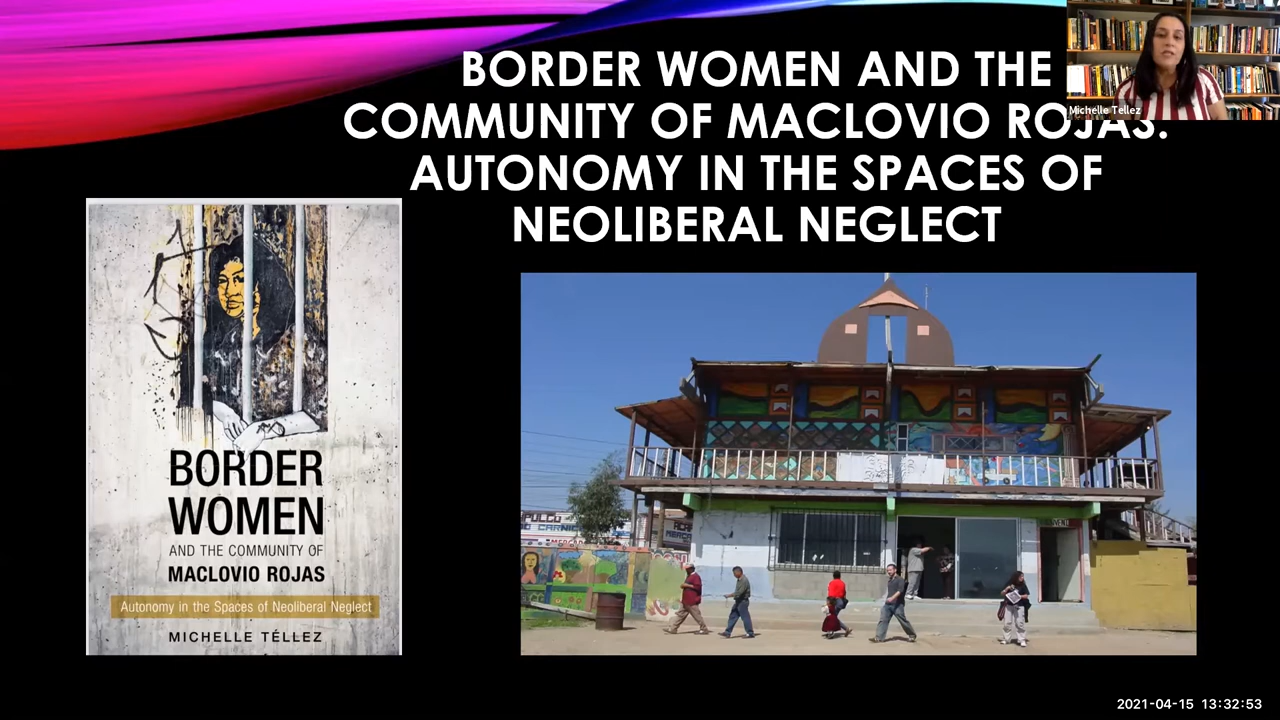 BORDER WOMEN AND THE
COMMUNITY OF MACLOVIO ROJAS:
AUTONOMY IN THE SPACES OF
NEOLIBERAL NEGLECT
Michelle Tellez
BORDER
WOMEN
AND THE COMMUNITY OF
MACLOVIO ROJAS
Autonomy in the Spaces of Neoliberal Neglect
MICHELLE TÉLLEZ
2021-04-15 13:32:53